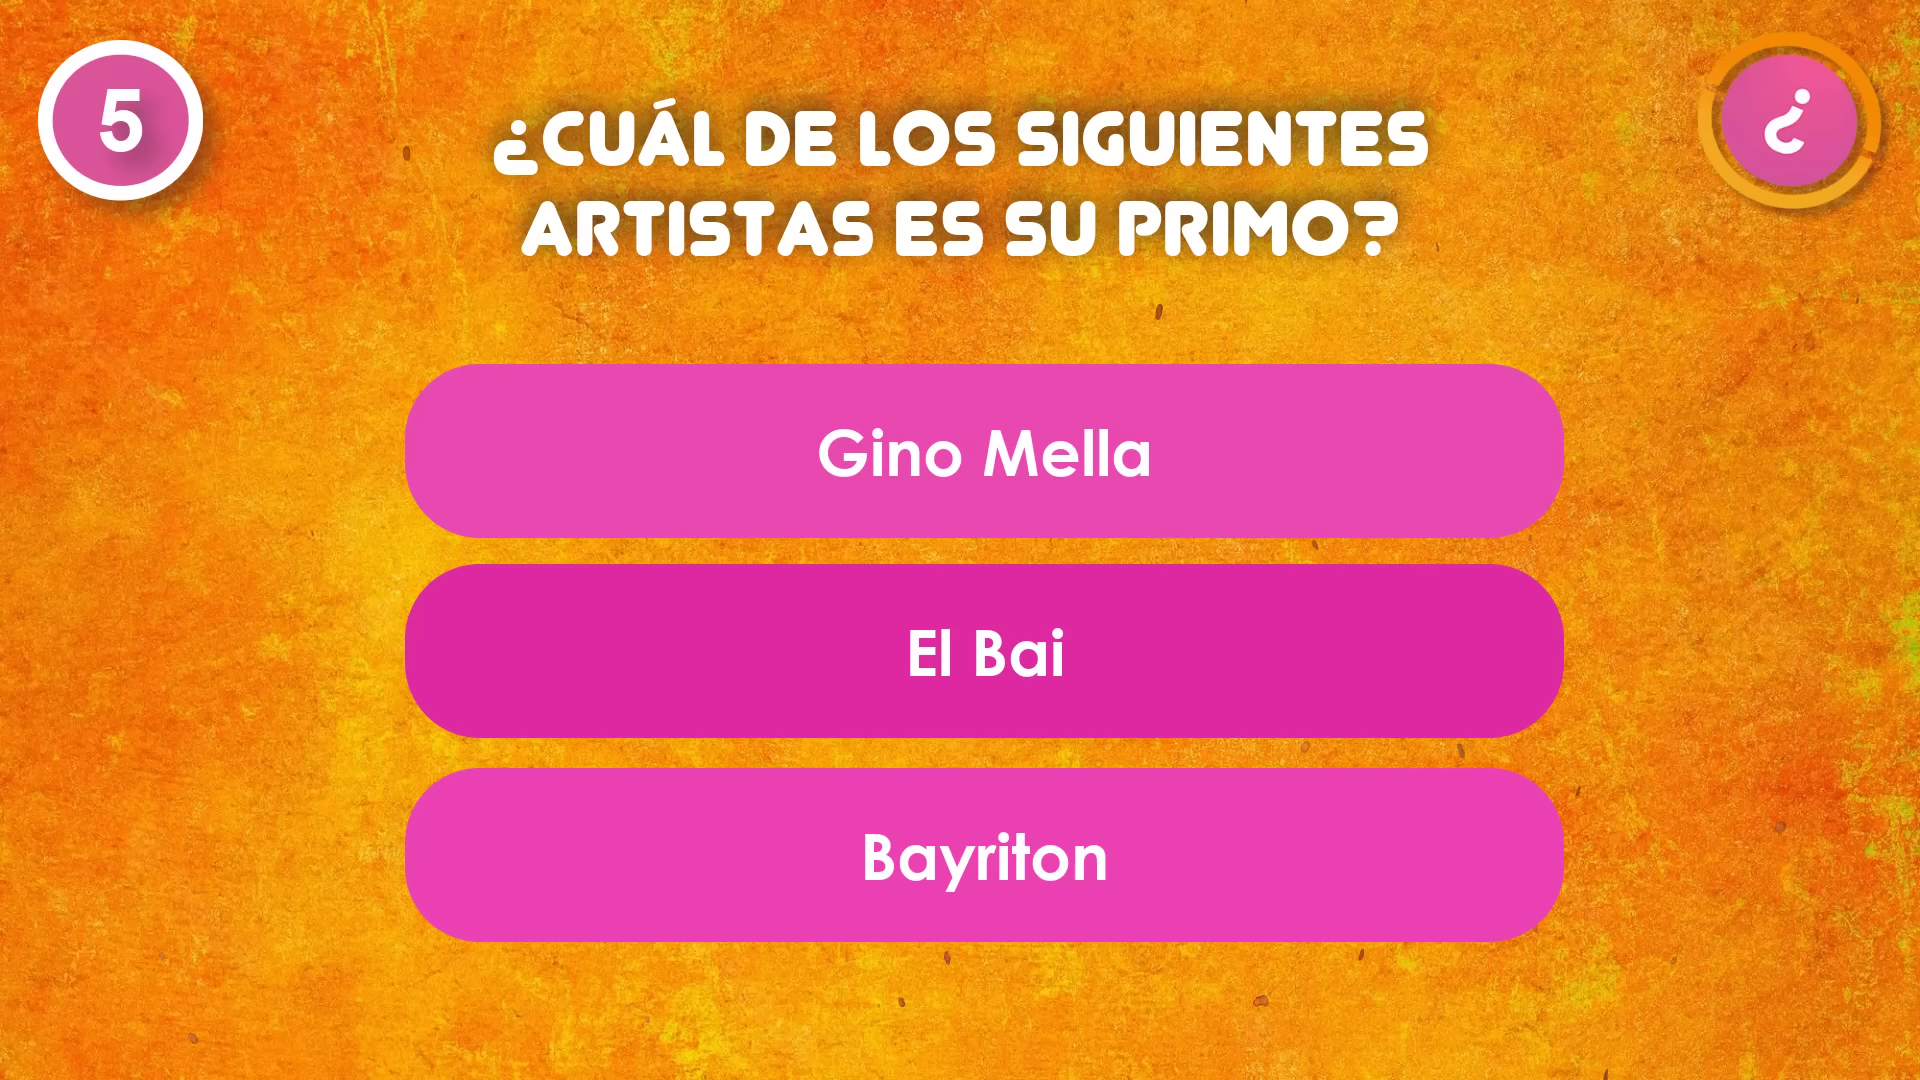 5
¿CUÁL DE LOS SIGUIENTES
¿
ARTISTAS ES SU PRIMO?
Gino Mella
El Bai
Bayriton